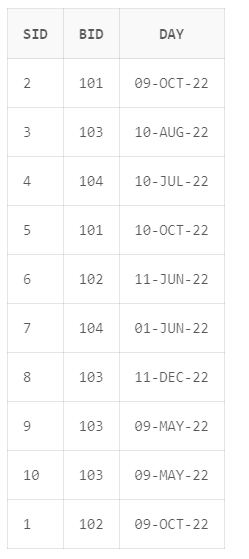 SID BID DAY
2 101 09-OCT-22
3 103 10-AUG-22
4 104 10-JUL-22
5 101 10-OCT-22
6 102 11-JUN-22
7 104 01-JUN-22
8 103 11-DEC-22
9 103 09-MAY-22
10 103 09-MAY-22
1 102 09-OCT-22